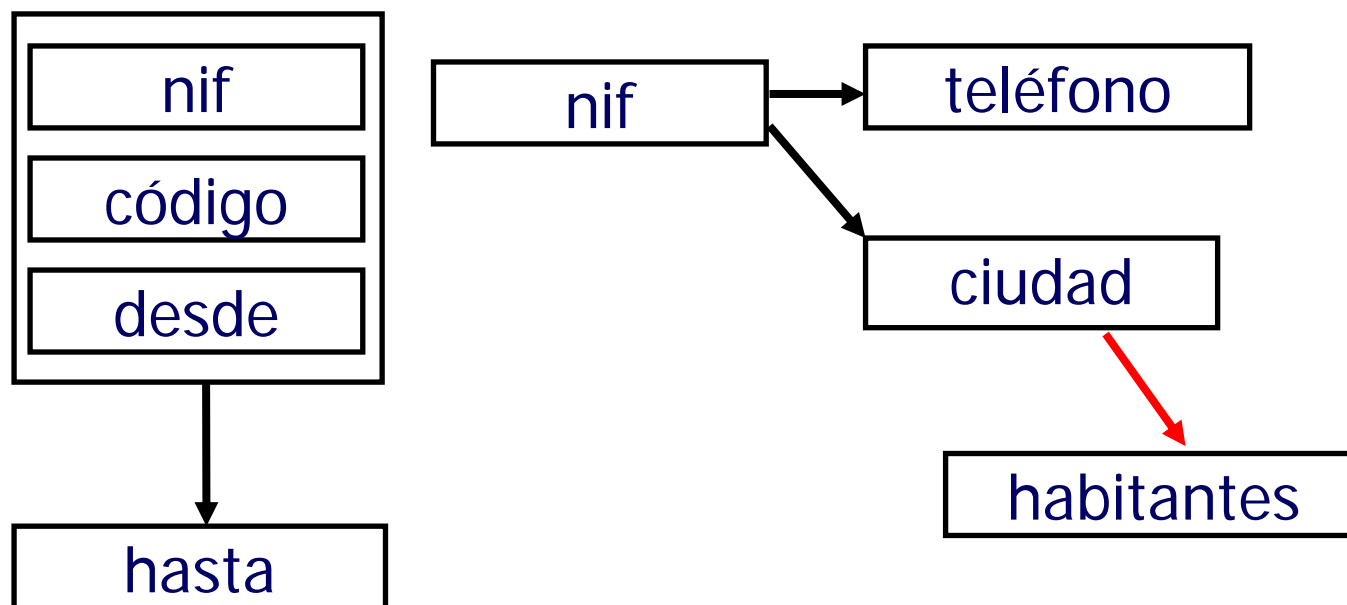 nif
código
desde
hasta
nif
teléfono
ciudad
habitantes